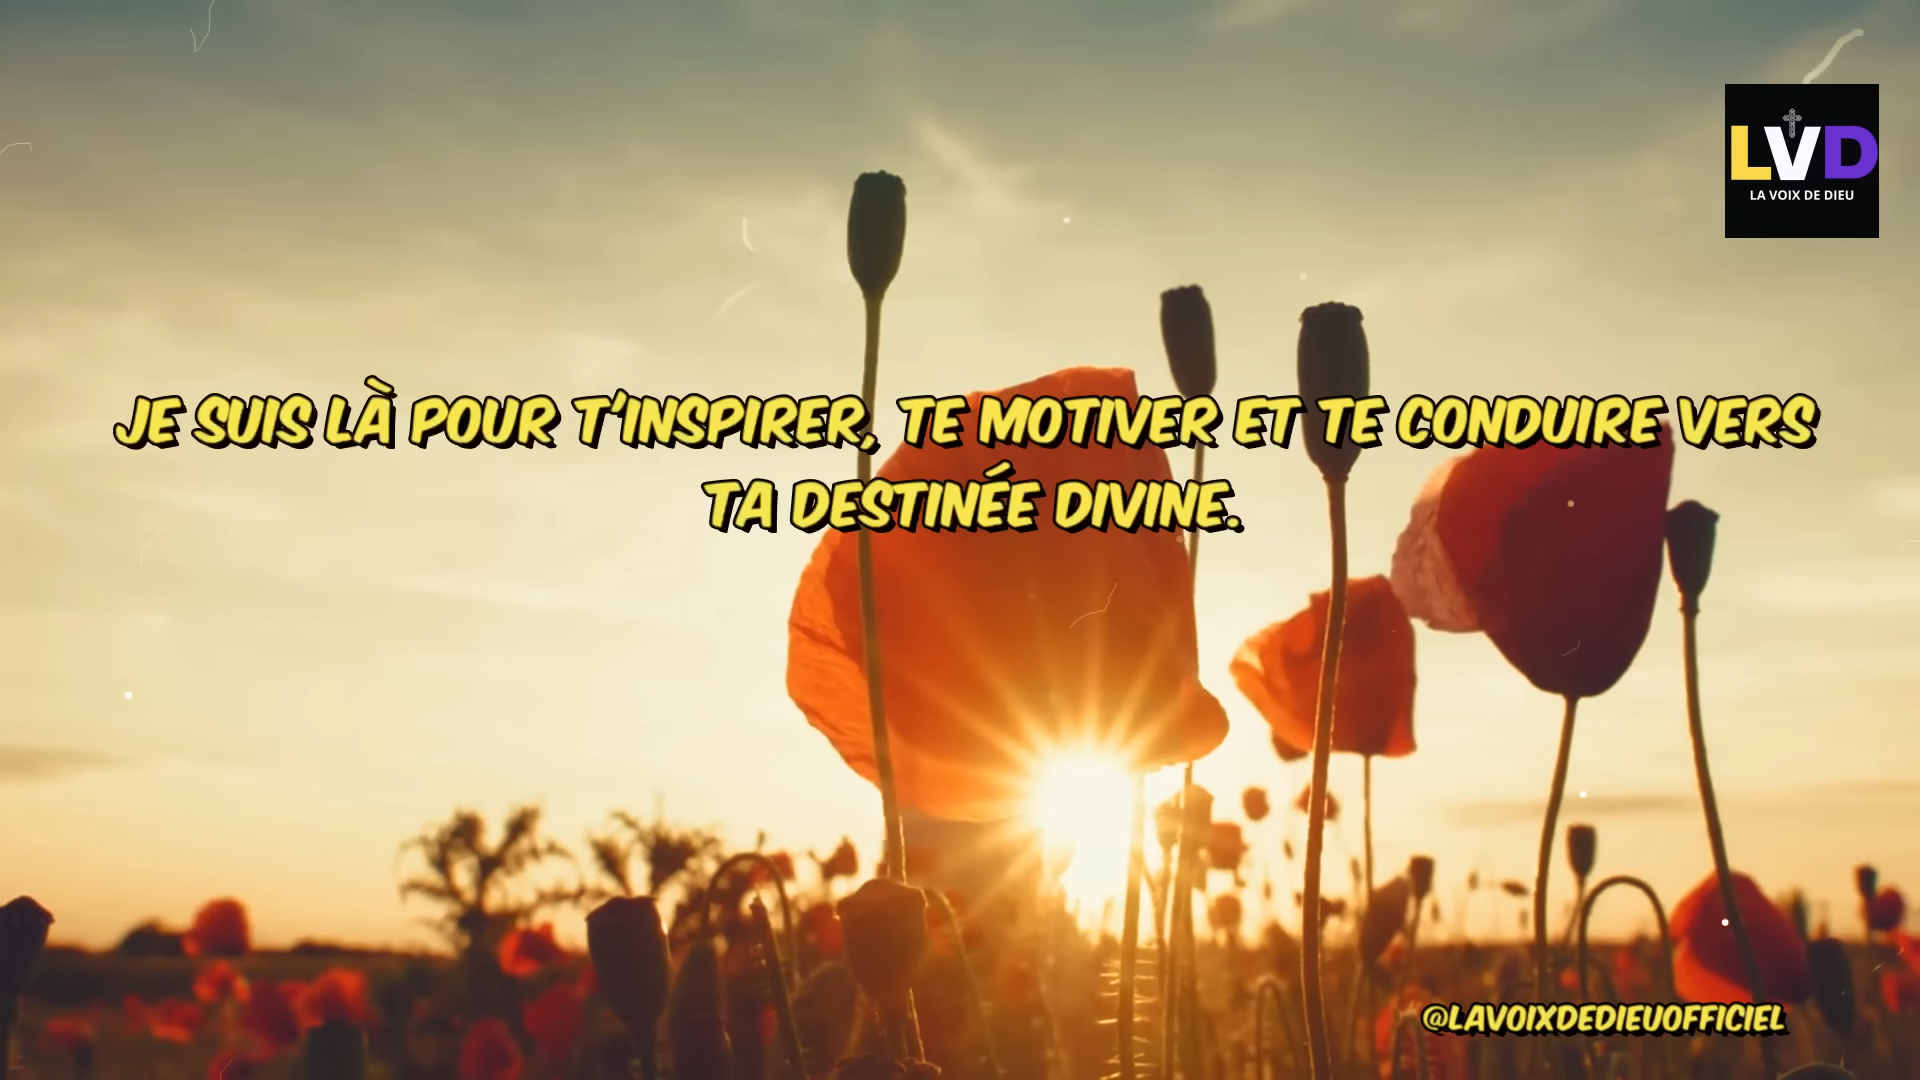 LVD
LA VOIX DE DIEU
JE SUIS LÀ POUR T'INSPIRER, TE MOTIVER ET TE CONDUIRE VERS
TA DESTINÉE DIVINE.
@LAVOIXDEDIEUOFFICIEL